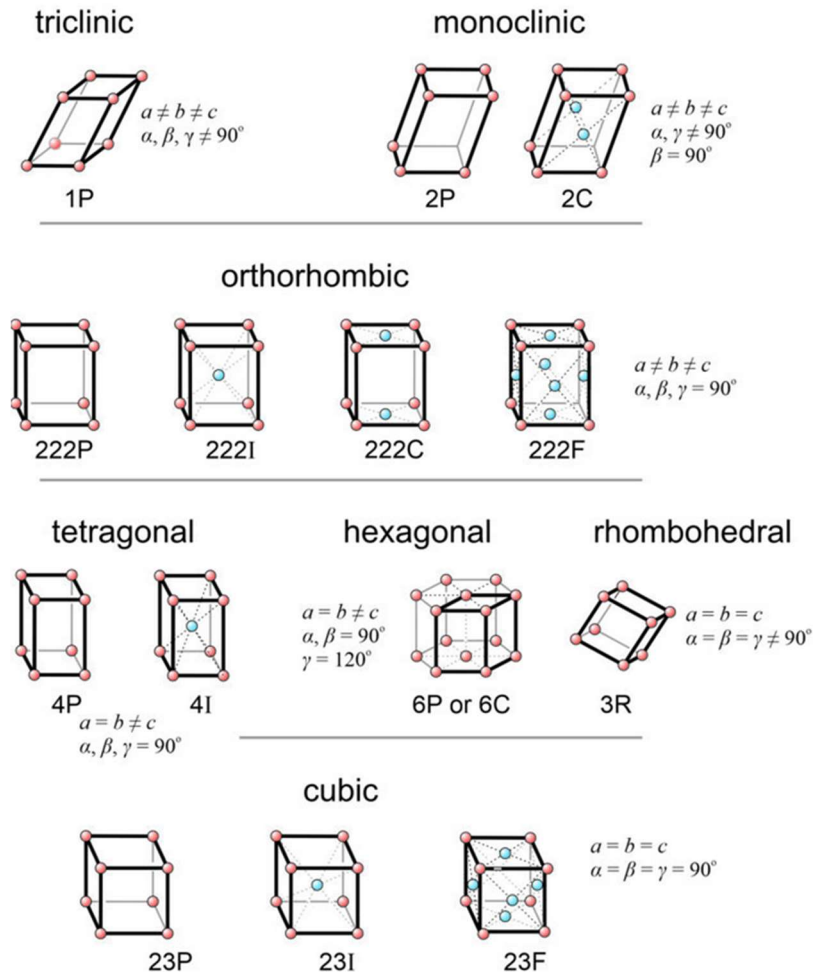 triclinic
a ≠ b ≠ c
α, β, γ ≠ 90°
1P
monoclinic
2P
2C
a ≠ b ≠ c
α, γ ≠ 90°
β = 90°
orthorhombic
222P
222I
222C
222F
a ≠ b ≠ c
α, β, γ = 90°
tetragonal
4P
4I
a = b ≠ c
α, β, γ = 90°
hexagonal
a = b ≠ c
α, β = 90°
γ = 120°
6P or 6C
rhombohedral
3R
a = b = c
α = β = γ ≠ 90°
cubic
23P
23I
23F
a = b = c
α = β = γ = 90°